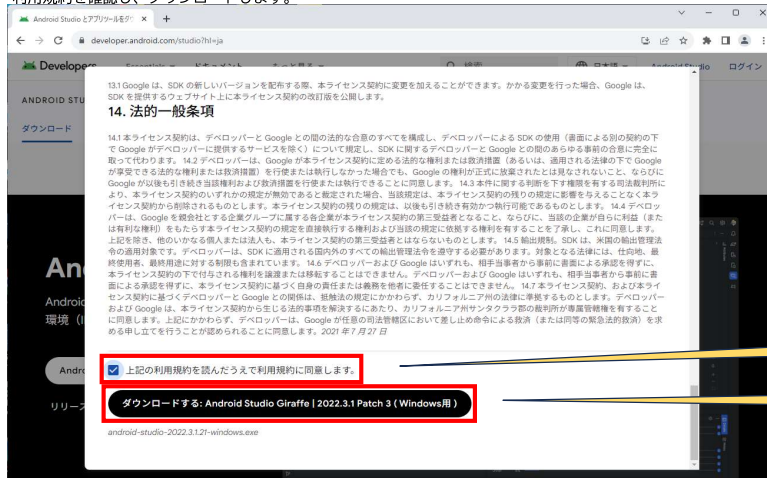 利用規約を確認し、ダウンロードします。
Android Studio とアプリツールをダウ
developer.android.com/studio?hl=ja
Developers
Essentials
ドキュメント
もっと見る
検索
日本語
Android Studio
ログイン
ANDROID STU
ダウンロード
13.1 Google は、SDK の新しいバージョンを配布する際、本ライセンス契約に変更を加えることができます。かかる変更を行った場合、Google は、
SDK を提供するウェブサイト上に本ライセンス契約の改訂版を公開します。
14. 法的一般条項
14.1 本ライセンス契約は、デベロッパーと Google との間の法的な合意のすべてを構成し、デベロッパーによる SDK の使用（書面による別の契約の下
で Google がデベロッパーに提供するサービスを除く）について規定し、SDK に関するデベロッパーと Google との間のあらゆる事前の合意に完全に
取って代わります。 14.2 デベロッパーは、Google が本ライセンス契約に定める法的な権利または救済措置（あるいは、適用される法律の下で Google
が享受できる法的な権利または救済措置）を行使または執行しなかった場合でも、Google の権利が正式に放棄されたとは見なされないこと、ならびに
Google が以後も引き続き当該権利および救済措置を行使または執行できることに同意します。 14.3 本件に関する判断を下す権限を有する司法裁判所に
より、本ライセンス契約のいずれかの規定が無効であると裁定された場合、当該規定は、本ライセンス契約の残りの規定に影響を与えることなく本ラ
イセンス契約から削除されるものとします。本ライセンス契約の残りの規定は、以後も引き続き有効かつ執行可能であるものとします。 14.4 デベロッ
パーは、Google を親会社とする企業グループに属する各企業が本ライセンス契約の第三受益者となること、ならびに、当該の企業が自らに利益（また
は有利な権利）をもたらす本ライセンス契約の規定を直接執行する権利および当該の規定に依拠する権利を有することを了承し、これに同意します。
上記を除き、他のいかなる個人または法人も、本ライセンス契約の第三受益者とはならないものとします。 14.5 輸出規制。SDK は、米国の輸出管理法
令の適用対象です。デベロッパーは、SDK に適用される国内外のすべての輸出管理法令を遵守する必要があります。対象となる法律には、仕向地、最
終使用者、最終用途に対する制限も含まれています。 14.6 デベロッパーおよび Google はいずれも、相手当事者から事前に書面による承認を得ずに、
本ライセンス契約の下で付与される権利を譲渡または移転することはできません。デベロッパーおよび Google はいずれも、相手当事者から事前に書
面による承認を得ずに、本ライセンス契約に基づく自身の責任または義務を他者に委任することはできません。 14.7 本ライセンス契約、および本ライ
センス契約に基づくデベロッパーと Google との関係は、抵触法の規定にかかわらず、カリフォルニア州の法律に準拠するものとします。デベロッパー
および Google は、本ライセンス契約から生じる法的事項を解決するにあたり、カリフォルニア州サンタクララ郡の裁判所が専属管轄権を有すること
に同意します。上記にかかわらず、デベロッパーは、Google が任意の司法管轄区において差し止め命令による救済（または同等の緊急法的救済）を求
める申し立てを行うことが認められることに同意します。2021 年 7 月 27 日
An
Androic
環境（I
Andro
リリース
上記の利用規約を読んだうえで利用規約に同意します。
ダウンロードする: Android Studio Giraffe | 2022.3.1 Patch 3 ( Windows用 )
android-studio-2022.3.1.21-windows.exe